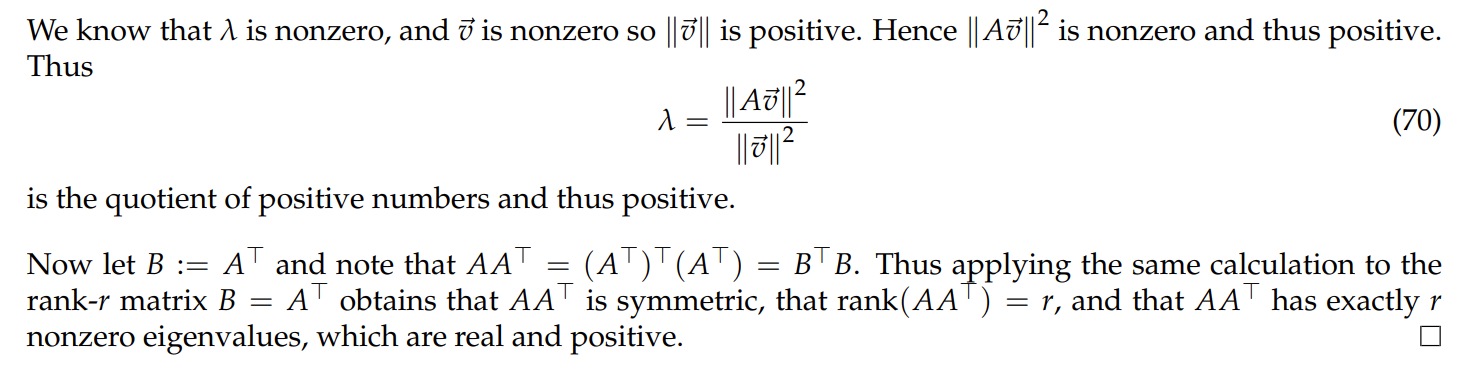 We know that λ is nonzero, and v⃗ is nonzero so ‖v⃗‖ is positive. Hence ‖Av⃗‖² is nonzero and thus positive.
Thus
λ = ‖Av⃗‖² / ‖v⃗‖² (70)
is the quotient of positive numbers and thus positive.
Now let B := A⊤ and note that AA⊤ = (A⊤)⊤(A⊤) = B⊤B. Thus applying the same calculation to the
rank-r matrix B = A⊤ obtains that AA⊤ is symmetric, that rank(AA⊤) = r, and that AA⊤ has exactly r
nonzero eigenvalues, which are real and positive. □